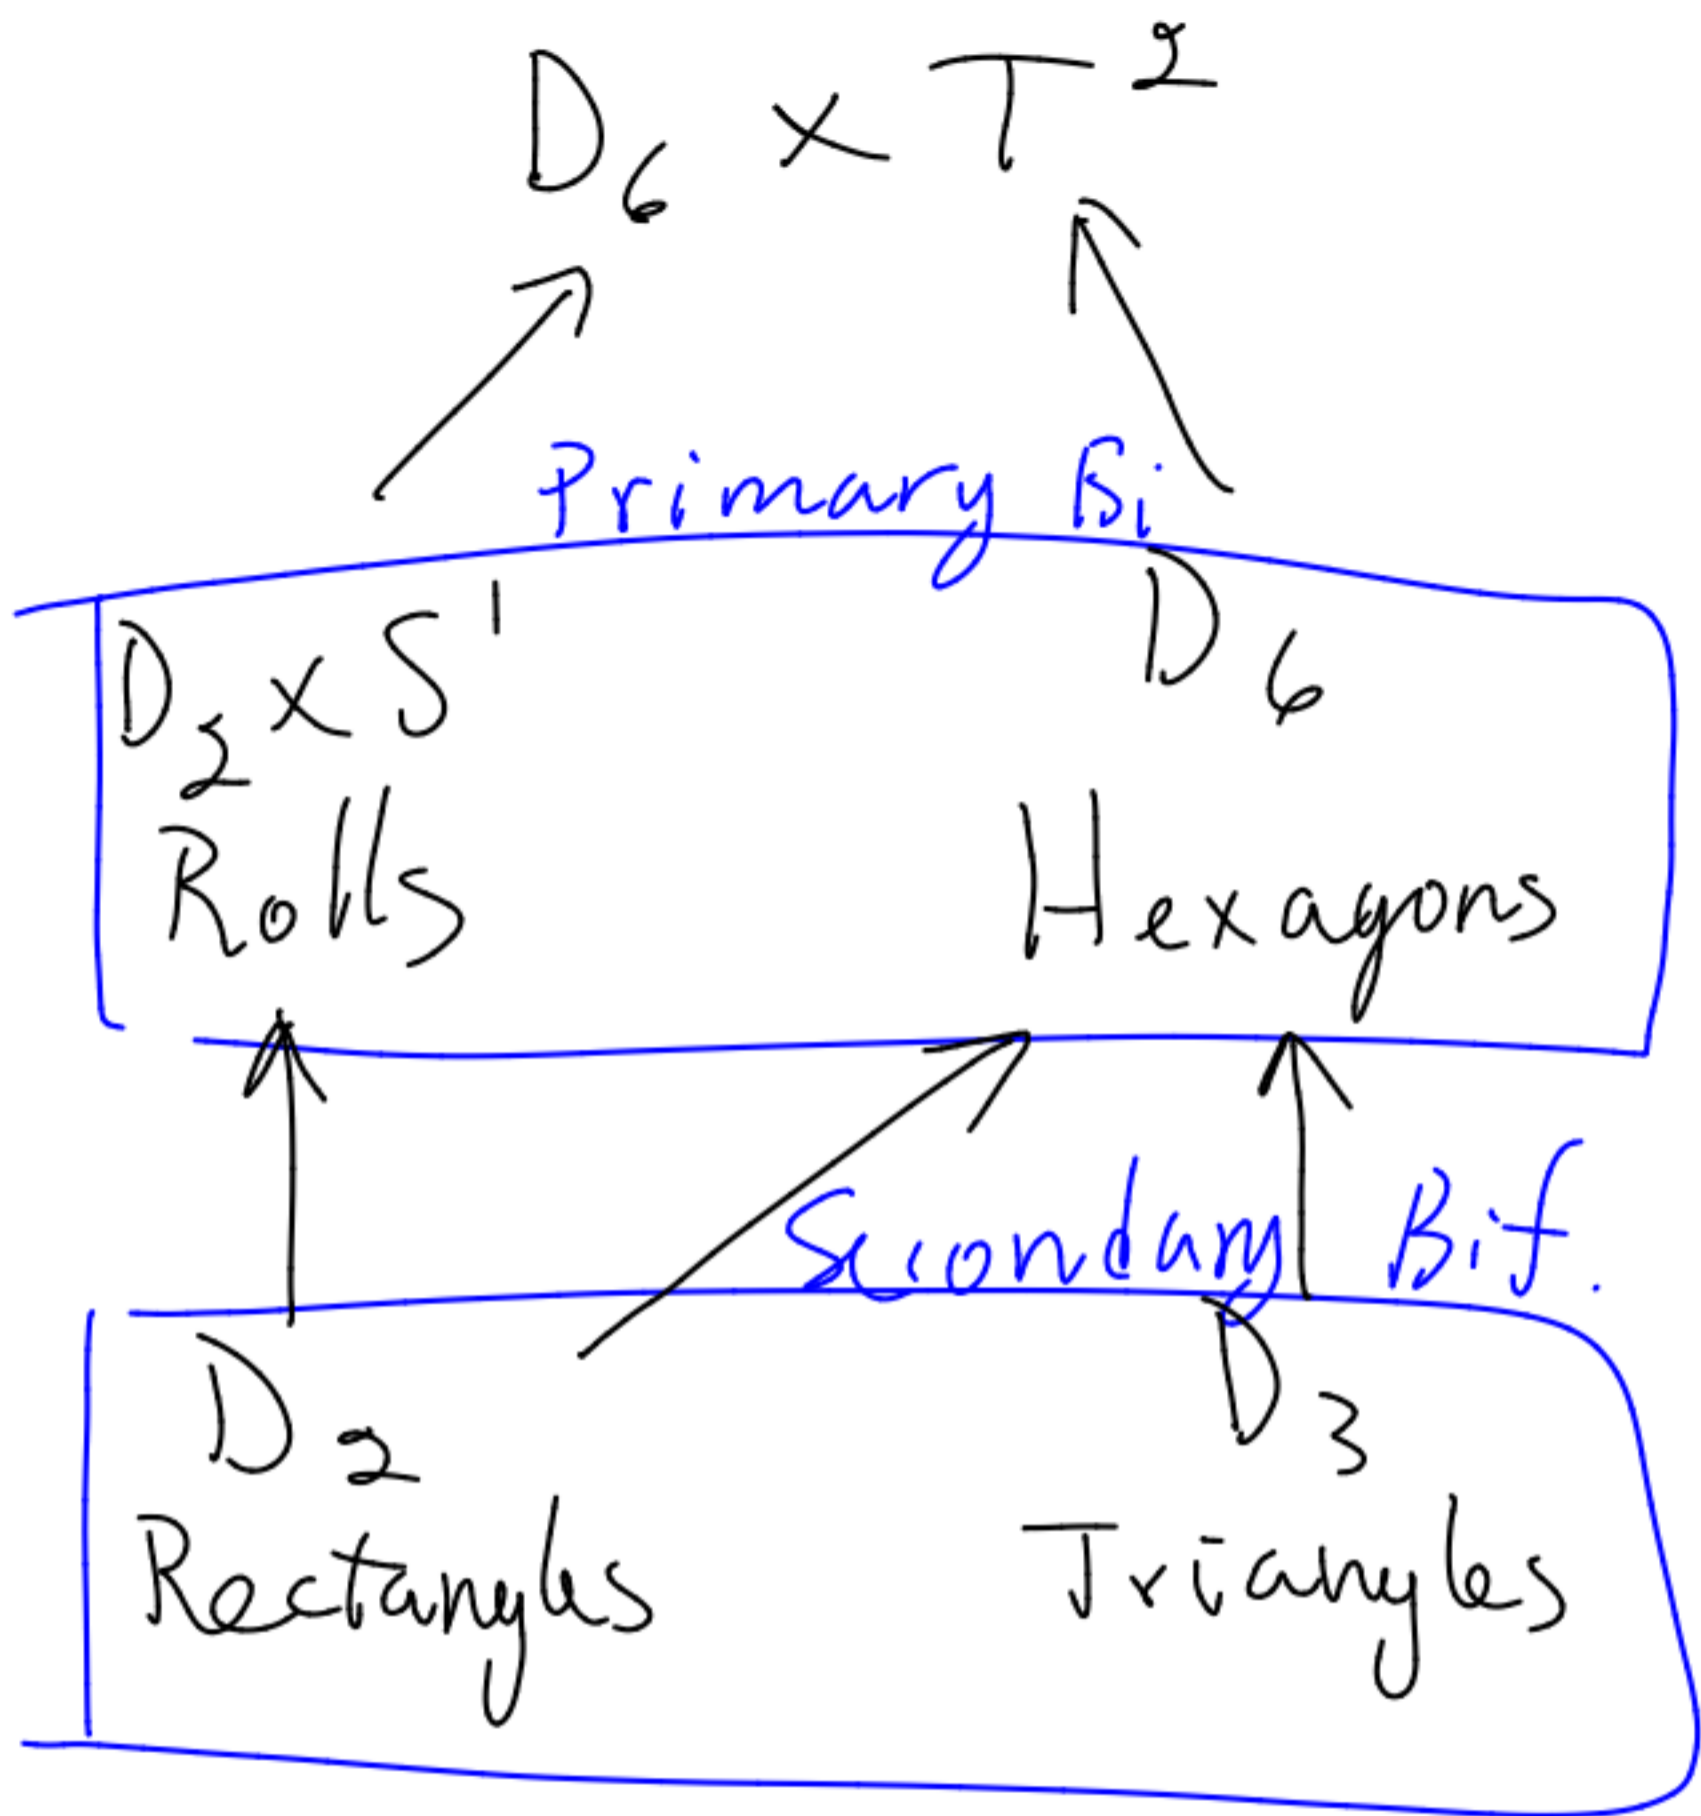 D₆ × T²
Primary Bi
D₂ × S¹ D₆
Rolls Hexagons
Secondary Bif.
D₂ D₃
Rectangles Triangles